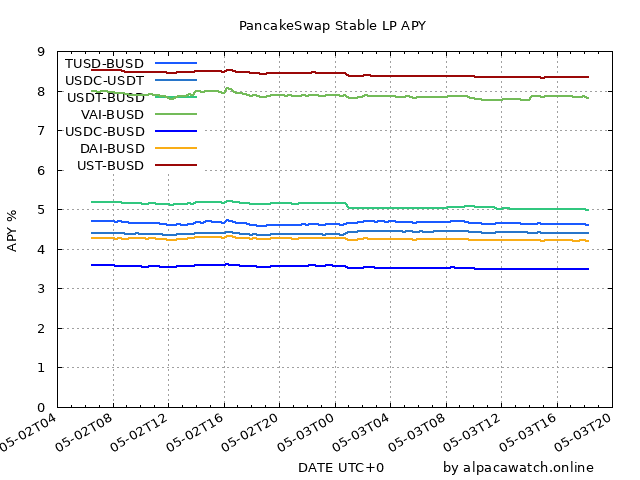 PancakeSwap Stable LP APY
9
8
7
6
5
4
3
2
1
0
APY %
TUSD-BUSD
USDC-USDT
USDT-BUSD
VAI-BUSD
USDC-BUSD
DAI-BUSD
UST-BUSD
05-02T04
05-02T08
05-02T12
05-02T16
05-02T20
05-03T00
05-03T04
05-03T08
05-03T12
05-03T16
05-03T20
DATE UTC+0
by alpacawatch.online